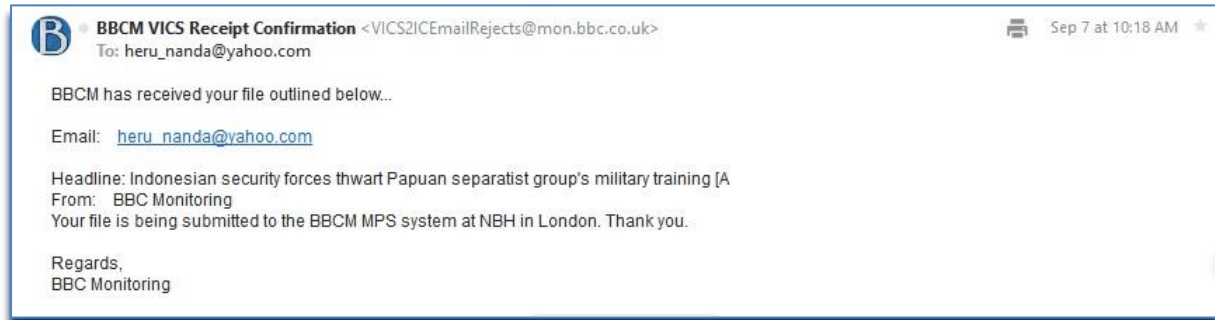 B
BBCM VICS Receipt Confirmation <VICS2ICEmailRejects@mon.bbc.co.uk> Sep 7 at 10:18 AM
To: heru_nanda@yahoo.com
BBCM has received your file outlined below...
Email: heru_nanda@yahoo.com
Headline: Indonesian security forces thwart Papuan separatist group's military training [A
From: BBC Monitoring
Your file is being submitted to the BBCM MPS system at NBH in London. Thank you.
Regards,
BBC Monitoring